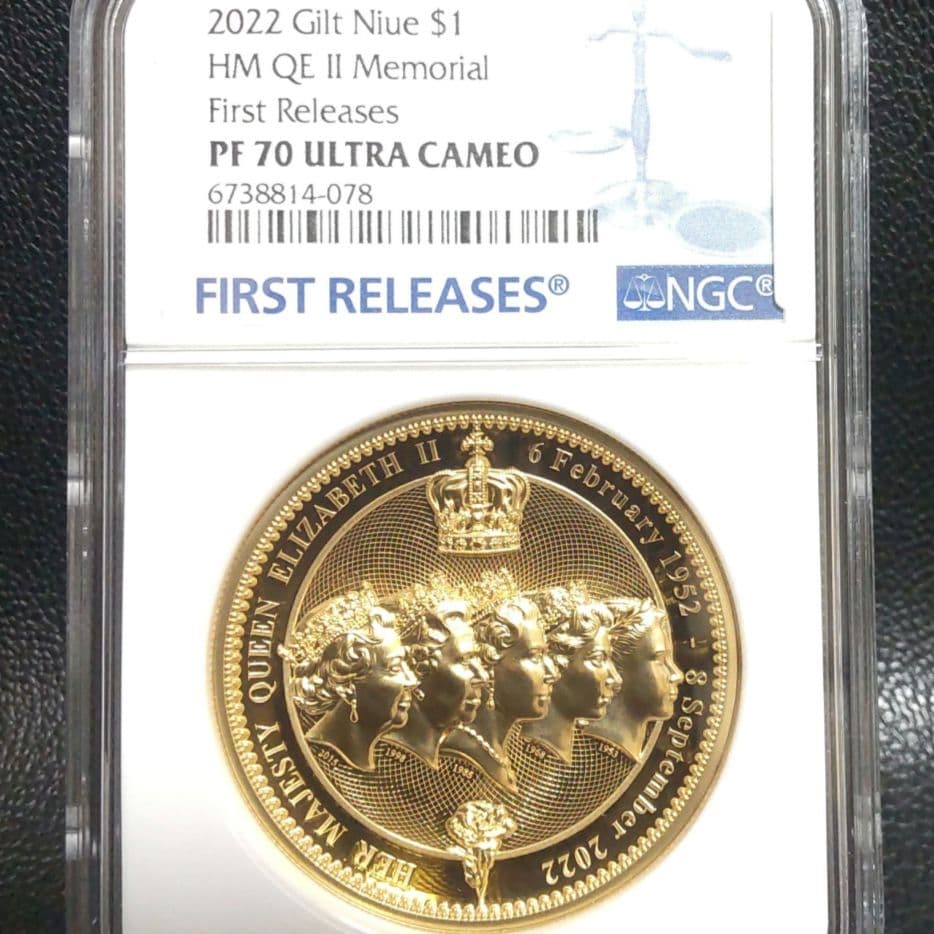 2022 Gilt Niue $1
HM QE II Memorial
First Releases
PF 70 ULTRA CAMEO
6738814-078
FIRST RELEASES®
NGC®
HER MAJESTY QUEEN ELIZABETH II
6 February 1952 - 8 September 2022
1998